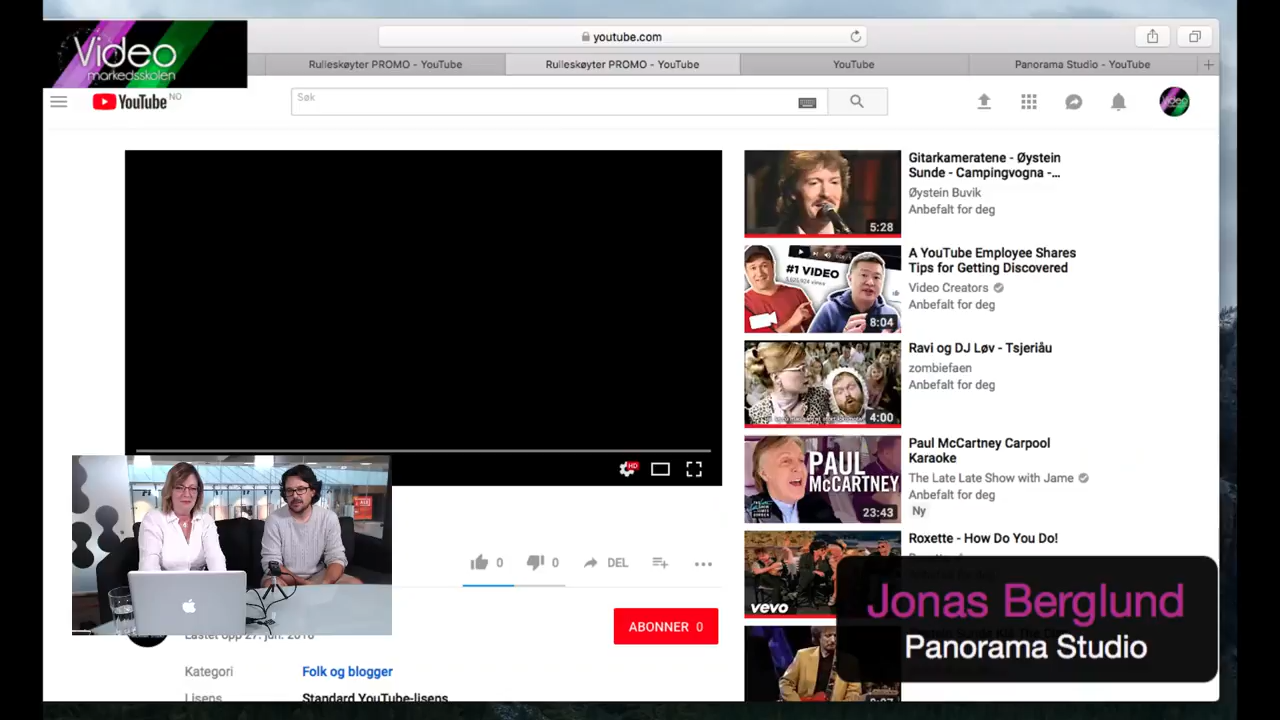 Video
markedsskolen
youtube.com
Rulleskøyter PROMO - YouTube
Rulleskøyter PROMO - YouTube
YouTube
Panorama Studio - YouTube
YouTube NO
Søk
Gitarkameratene - Øystein
Sunde - Campingvogna -...
Øystein Buvik
Anbefalt for deg
5:28
#1 VIDEO
8:04
A YouTube Employee Shares
Tips for Getting Discovered
Video Creators
Anbefalt for deg
4:00
Ravi og DJ Løv - Tsjeriåu
zombiefaen
Anbefalt for deg
PAUL
McCARTNEY
23:43
Paul McCartney Carpool
Karaoke
The Late Late Show with Jame
Anbefalt for deg
Ny
vevo
Roxette - How Do You Do!
HD
0
0
DEL
ABONNER 0
Kategori
Folk og blogger
Lisens
Standard YouTube-lisens
Jonas Berglund
Panorama Studio